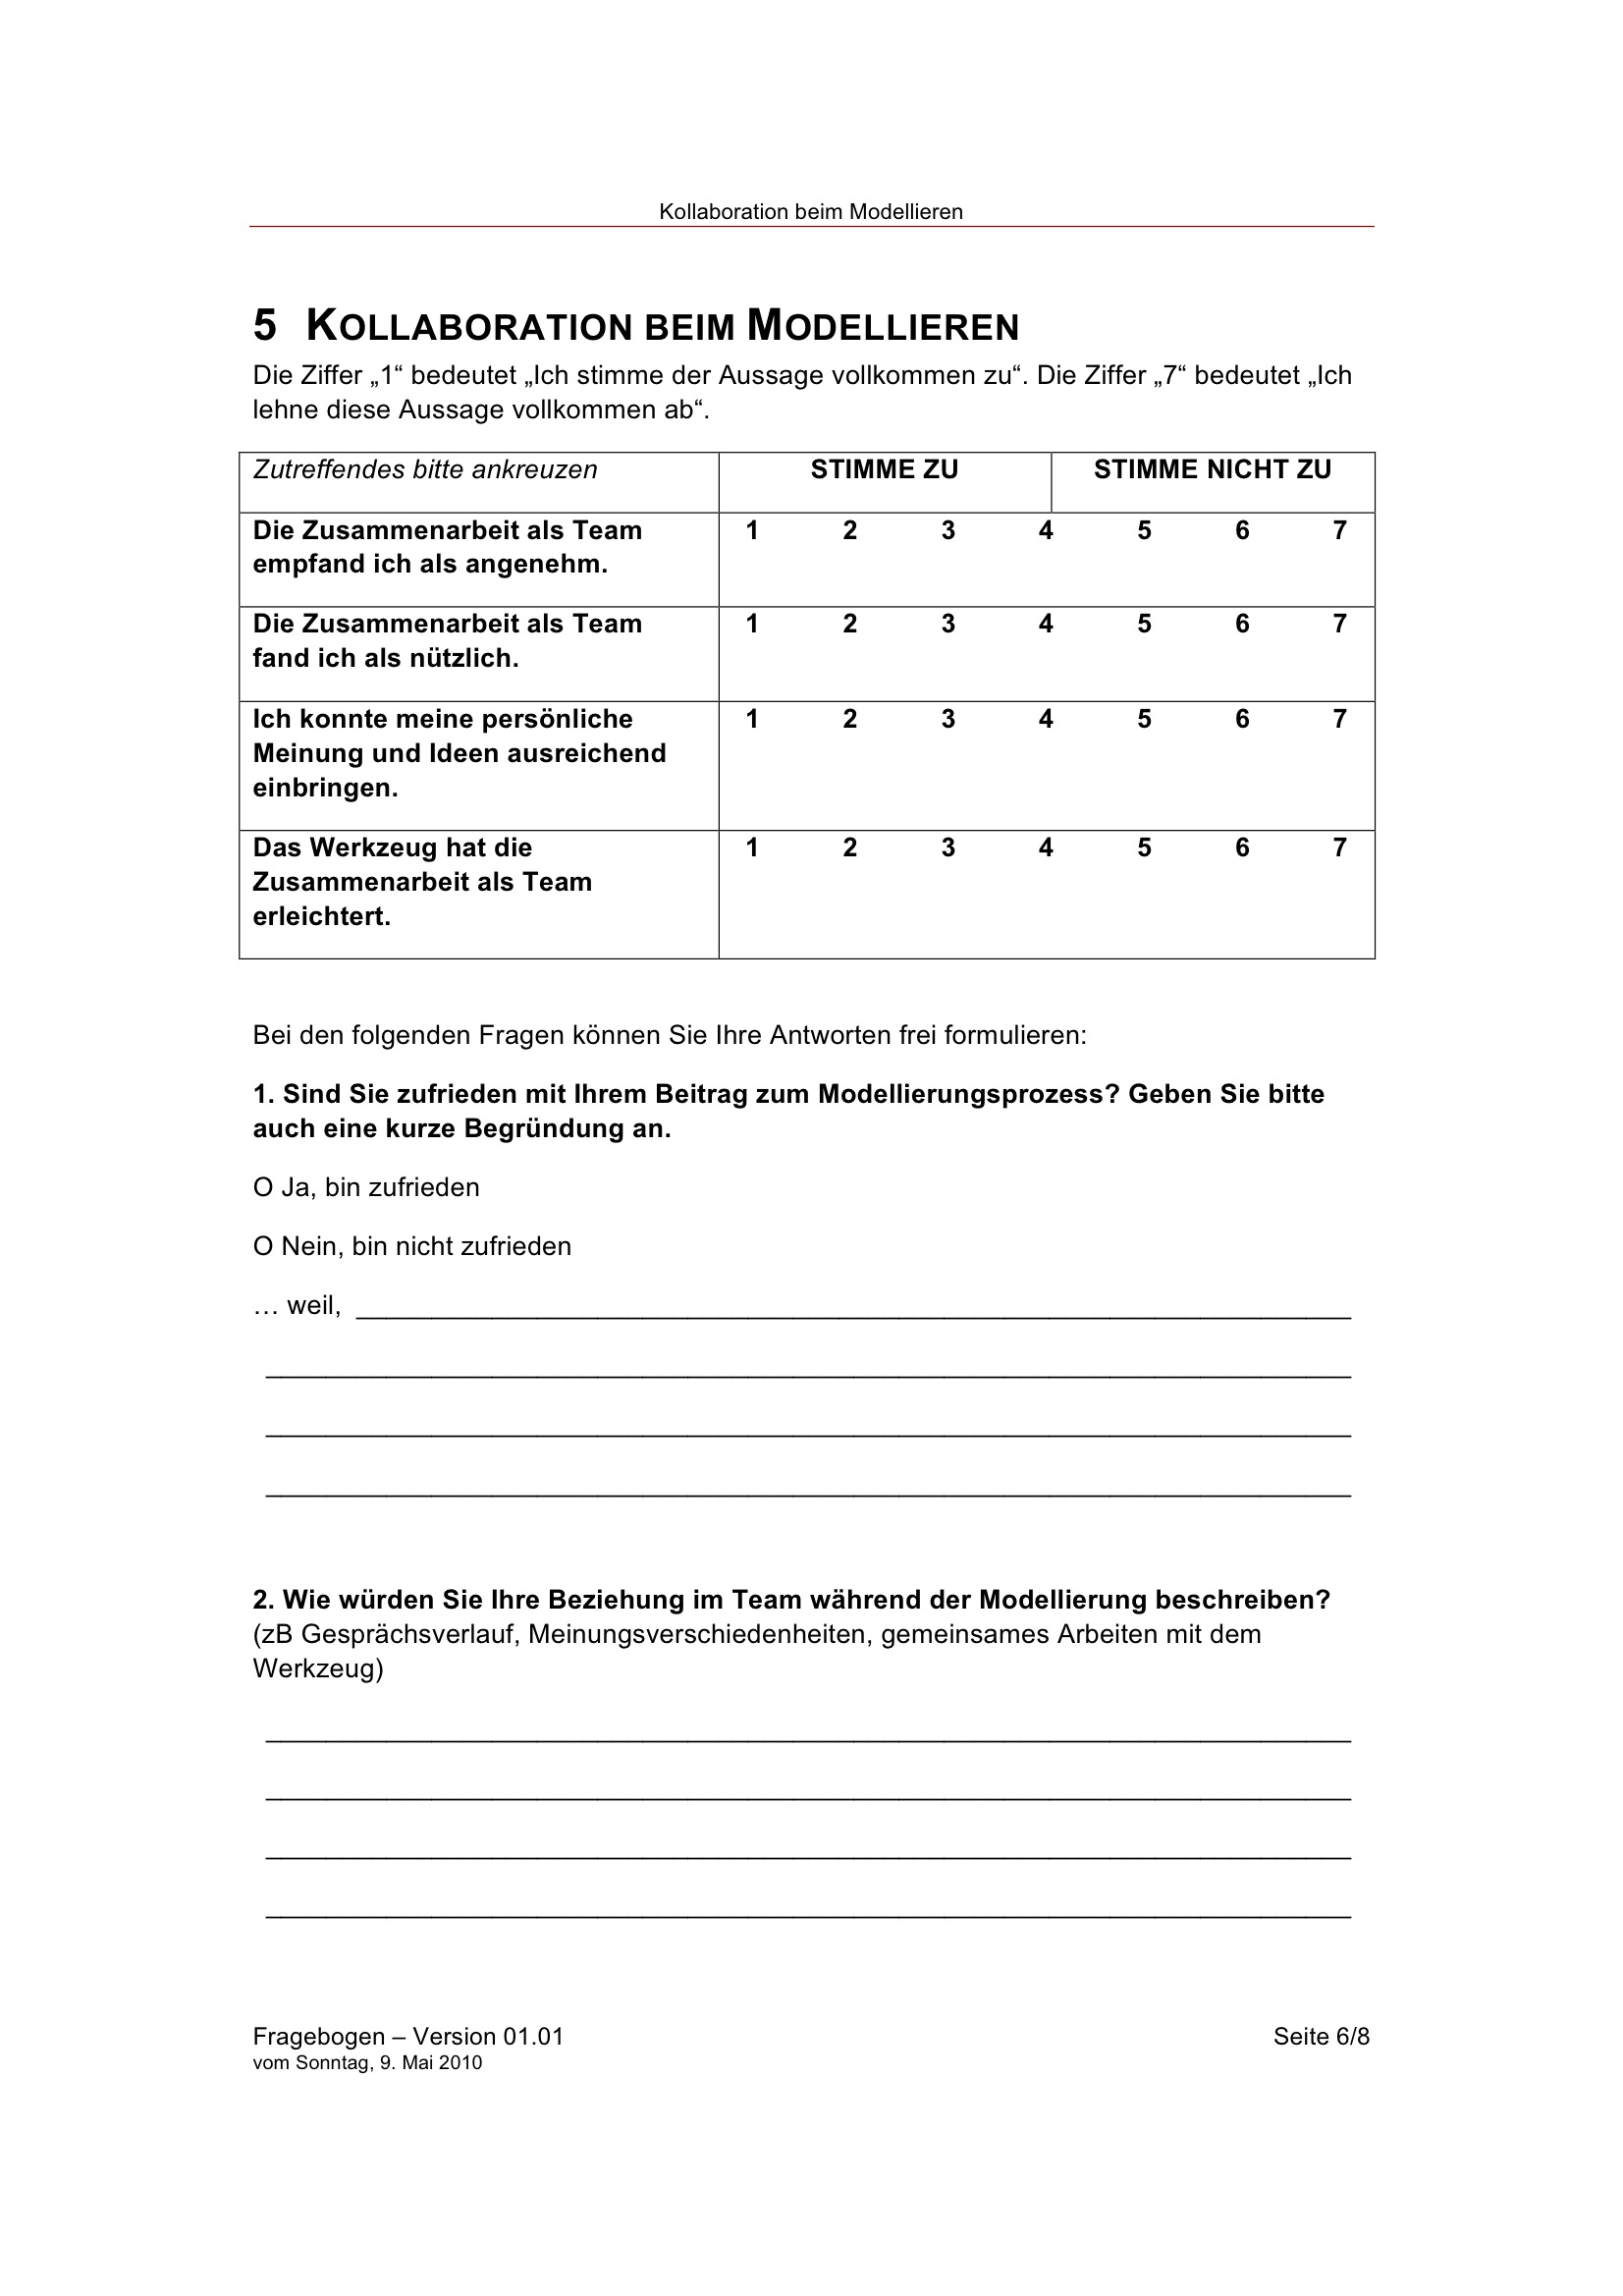 Kollaboration beim Modellieren
5 KOLLABORATION BEIM MODELLIEREN
Die Ziffer „1“ bedeutet „Ich stimme der Aussage vollkommen zu“. Die Ziffer „7“ bedeutet „Ich
lehne diese Aussage vollkommen ab“.
Zutreffendes bitte ankreuzen STIMME ZU STIMME NICHT ZU
Die Zusammenarbeit als Team 1 2 3 4 5 6 7
empfand ich als angenehm.
Die Zusammenarbeit als Team 1 2 3 4 5 6 7
fand ich als nützlich.
Ich konnte meine persönliche 1 2 3 4 5 6 7
Meinung und Ideen ausreichend
einbringen.
Das Werkzeug hat die 1 2 3 4 5 6 7
Zusammenarbeit als Team
erleichtert.
Bei den folgenden Fragen können Sie Ihre Antworten frei formulieren:
1. Sind Sie zufrieden mit Ihrem Beitrag zum Modellierungsprozess? Geben Sie bitte
auch eine kurze Begründung an.
O Ja, bin zufrieden
O Nein, bin nicht zufrieden
… weil,
2. Wie würden Sie Ihre Beziehung im Team während der Modellierung beschreiben?
(zB Gesprächsverlauf, Meinungsverschiedenheiten, gemeinsames Arbeiten mit dem
Werkzeug)
Fragebogen – Version 01.01 Seite 6/8
vom Sonntag, 9. Mai 2010